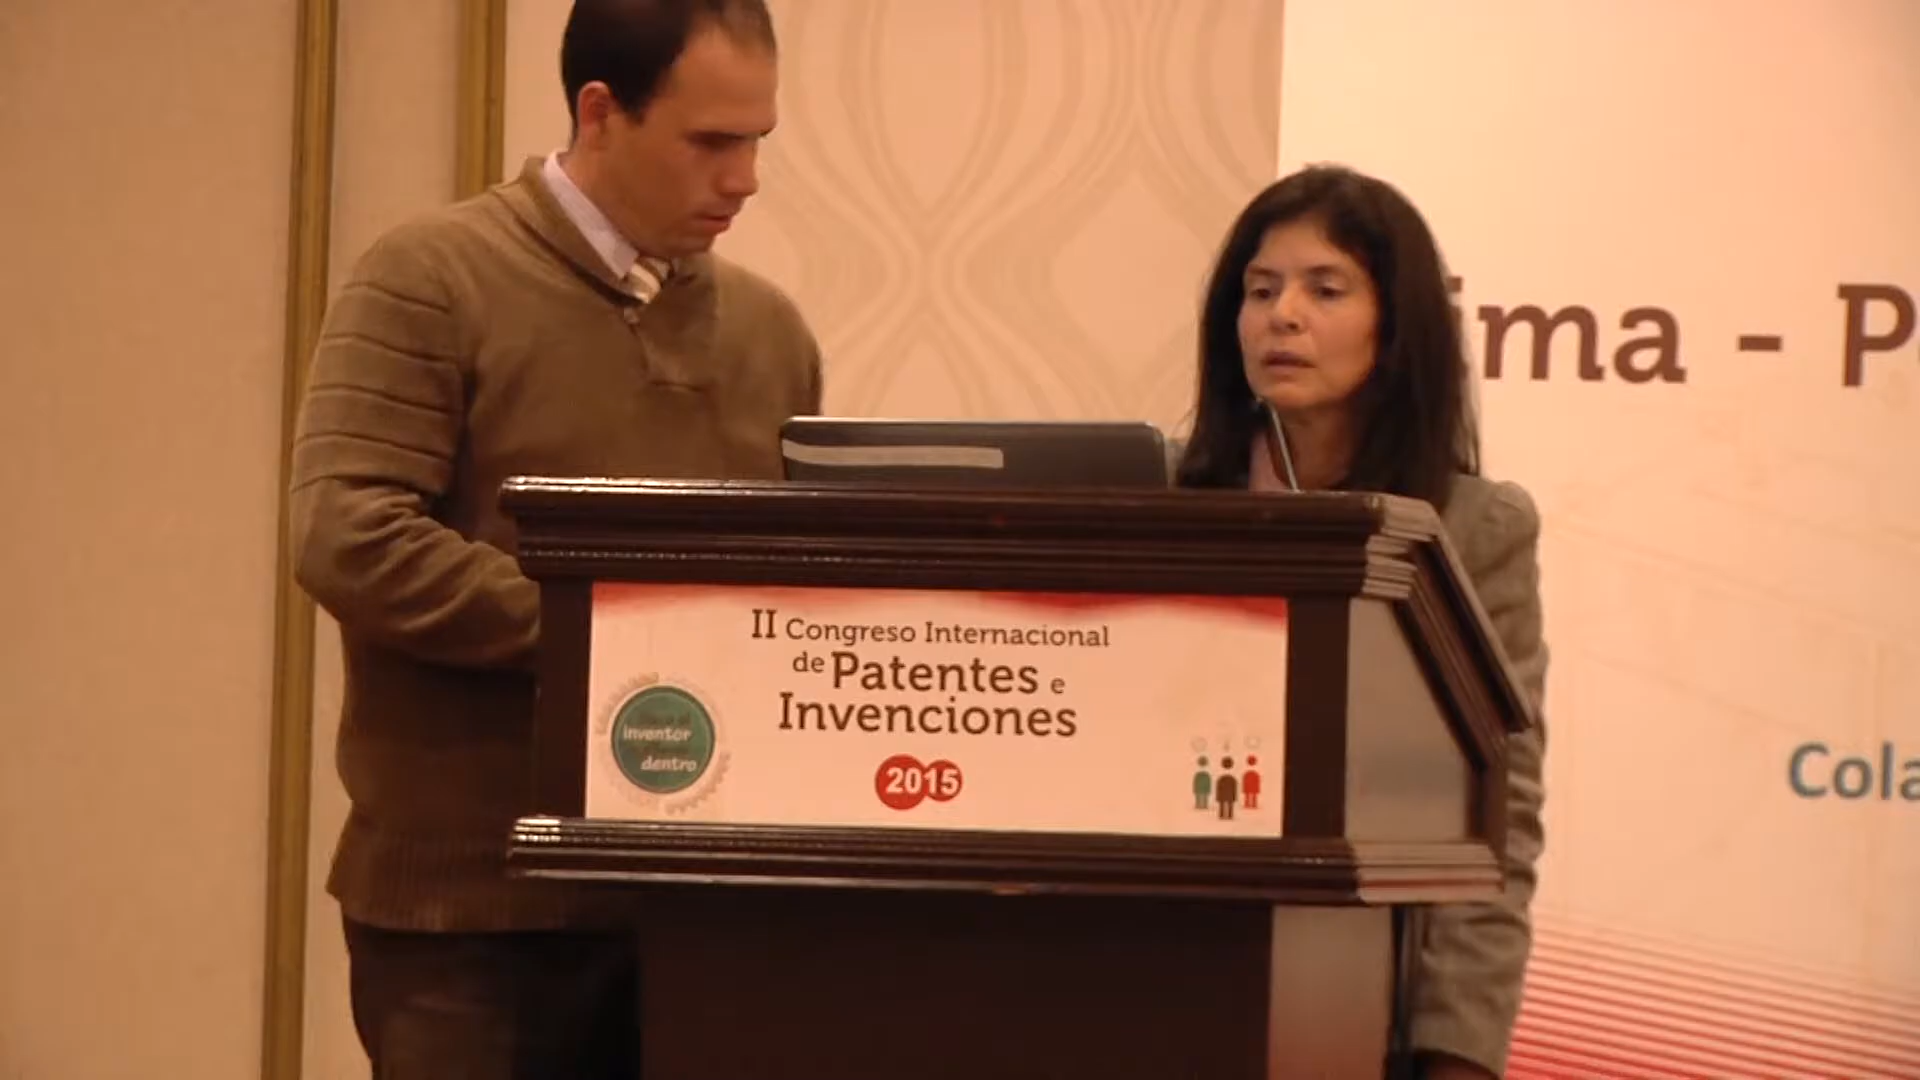 ima - P
II Congreso Internacional
de Patentes e
Invenciones
inventor
dentro
2015
Cola